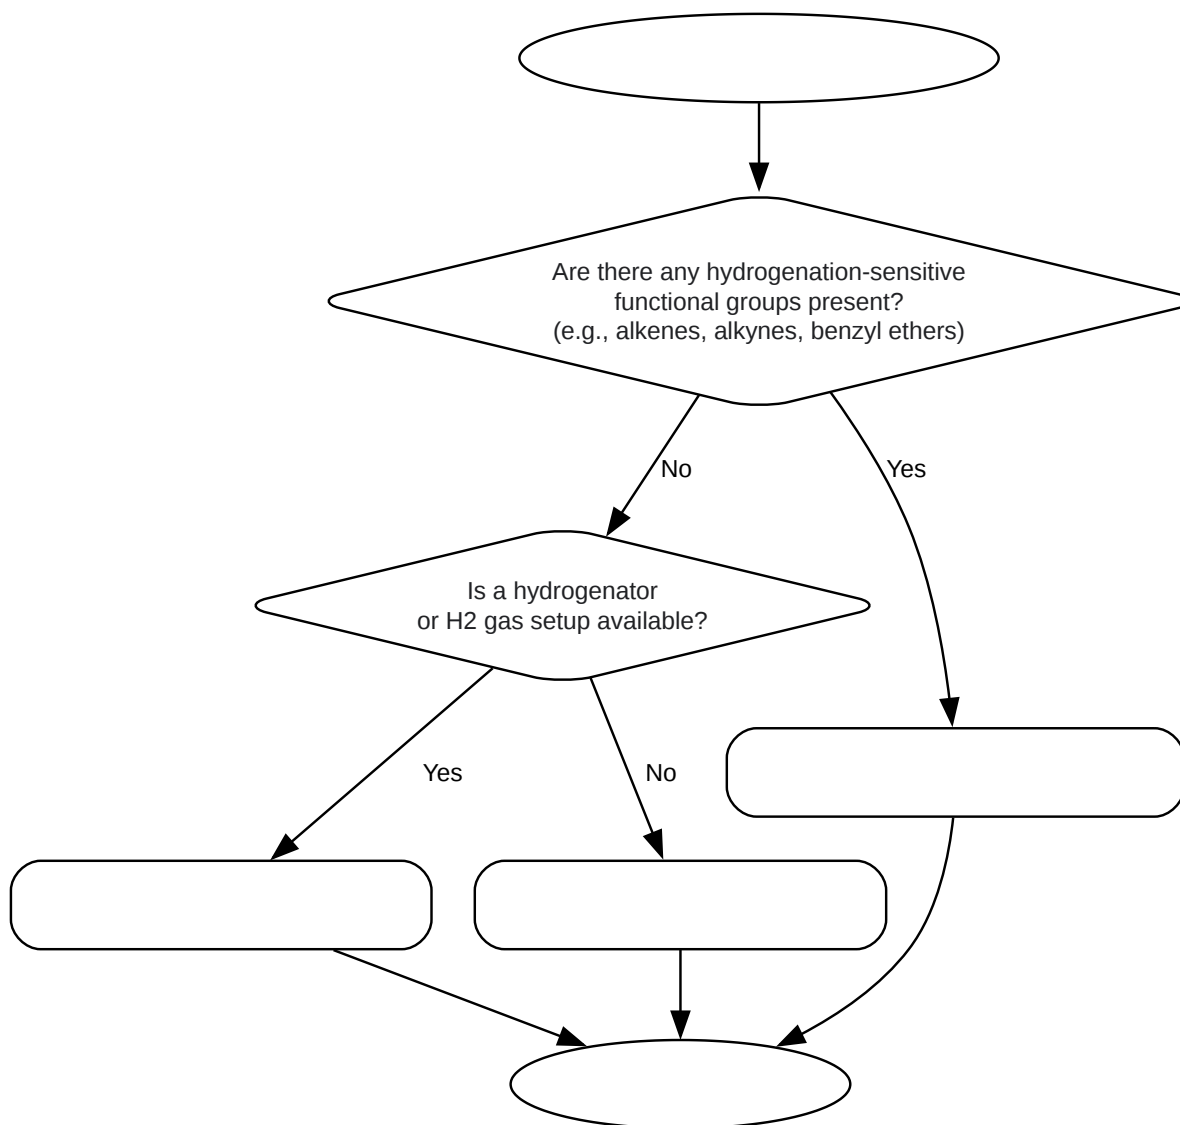 Are there any hydrogenation-sensitive
functional groups present?
(e.g., alkenes, alkynes, benzyl ethers)
No
Yes
Is a hydrogenator
or H2 gas setup available?
Yes
No